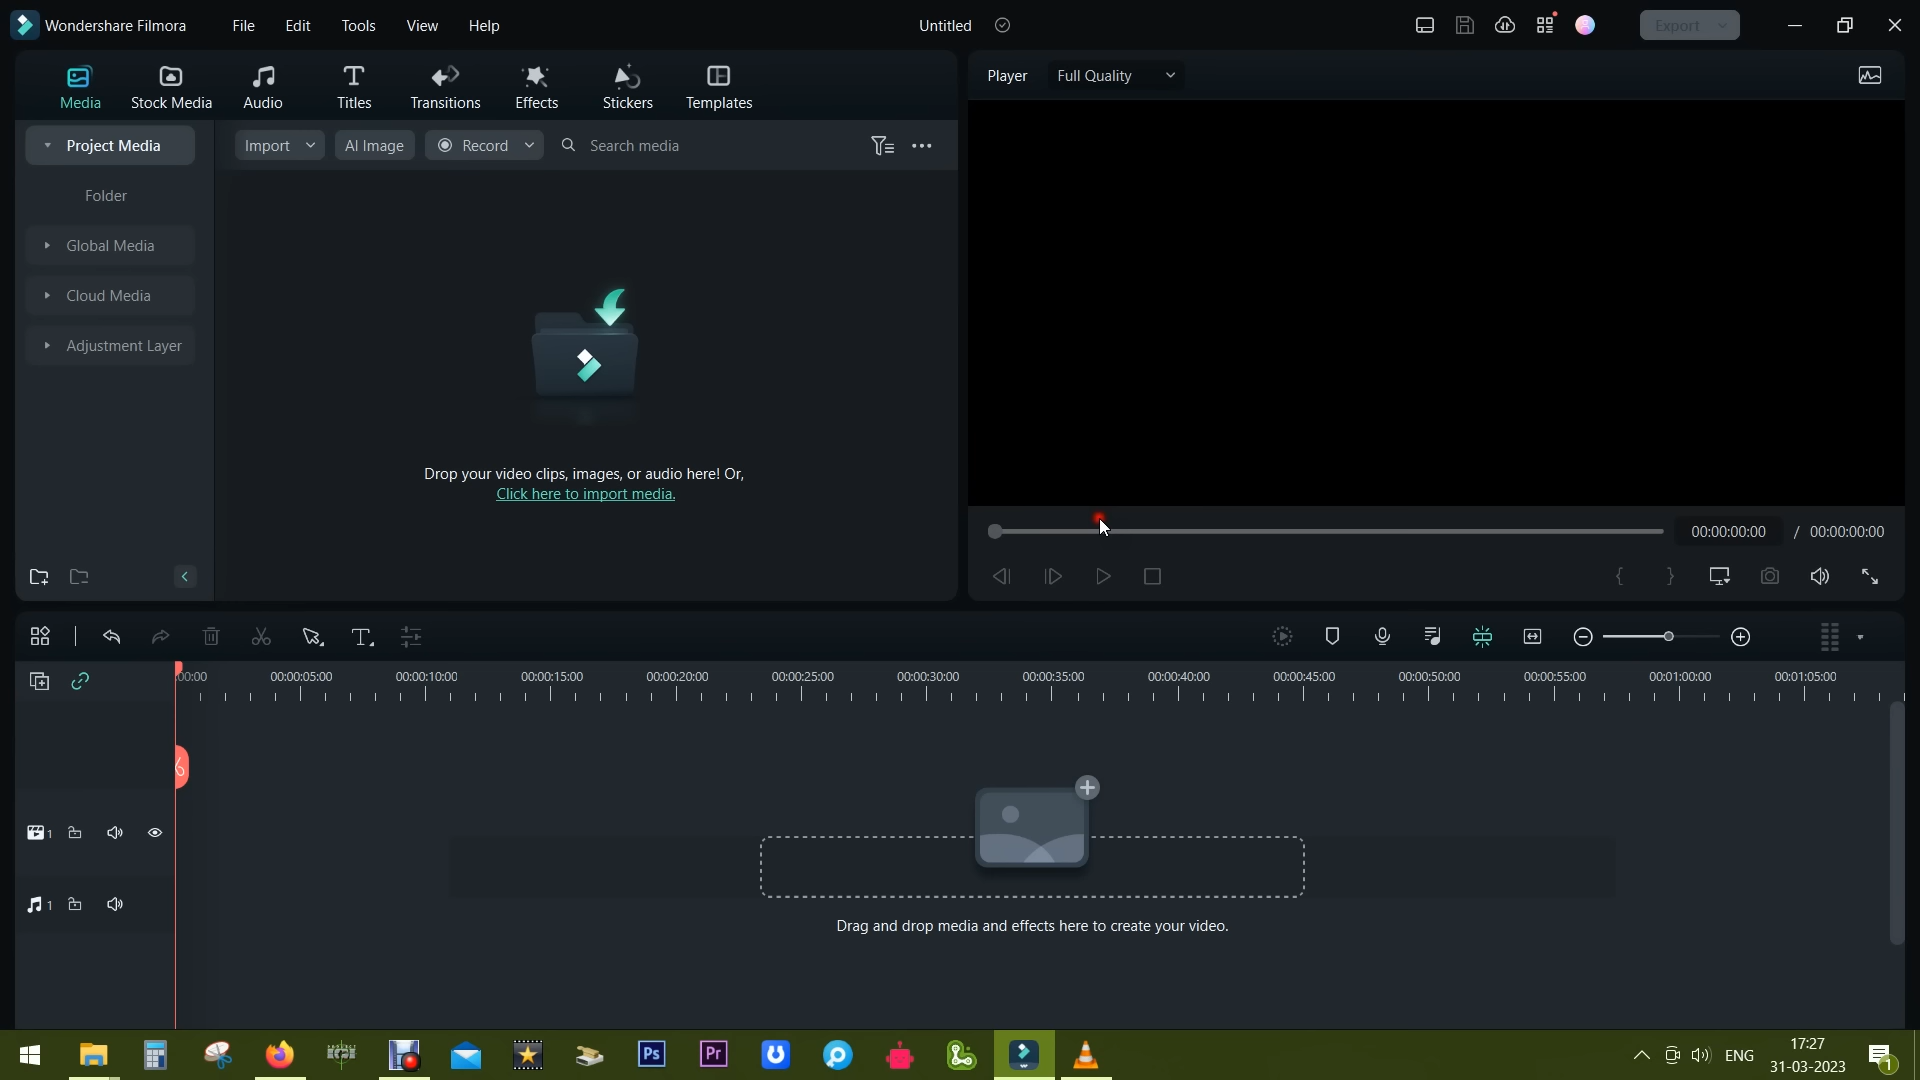 Wondershare Filmora File Edit Tools View Help Untitled Export
Media Stock Media Audio Titles Transitions Effects Stickers Templates
Player Full Quality
Project Media
Import AI Image Record Search media
Folder
Global Media
Cloud Media
Adjustment Layer
Drop your video clips, images, or audio here! Or,
Click here to import media.
00:00:00:00 / 00:00:00:00
{ }
:00:00 00:00:05:00 00:00:10:00 00:00:15:00 00:00:20:00 00:00:25:00 00:00:30:00 00:00:35:00 00:00:40:00 00:00:45:00 00:00:50:00 00:00:55:00 00:01:00:00 00:01:05:00
1
1
Drag and drop media and effects here to create your video.
Ps Pr ENG 17:27
31-03-2023
1